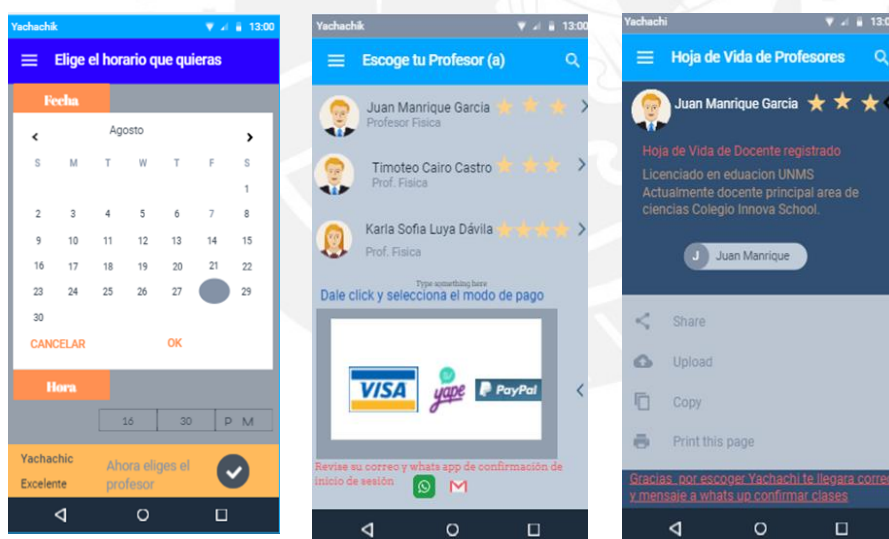 Yachachik 13:00
Elige el horario que quieras
Fecha
Agosto
S M T W T F S
1
2 3 4 5 6 7 8
9 10 11 12 13 14 15
16 17 18 19 20 21 22
23 24 25 26 27 29
30
CANCELAR OK
Hora
16 30 P M
Yachachic
Excelente
Ahora eliges el
profesor
Yachachik 13:00
Escoge tu Profesor (a)
Juan Manrique Garcia
Profesor Fisica
Timoteo Cairo Castro
Prof. Fisica
Karla Sofia Luya Dávila
Prof. Fisica
Type something here
Dale click y selecciona el modo de pago
VISA yape PayPal
Revise su correo y whats app de confirmación de
inicio de sesión
Yachachi 13:0
Hoja de Vida de Profesores
Juan Manrique Garcia
Hoja de Vida de Docente registrado
Licenciado en eduacion UNMS
Actualmente docente principal area de
ciencias Colegio Innova School.
J Juan Manrique
Share
Upload
Copy
Print this page
Gracias por escoger Yachachi te llegara correo
y mensaje a whats up confirmar clases